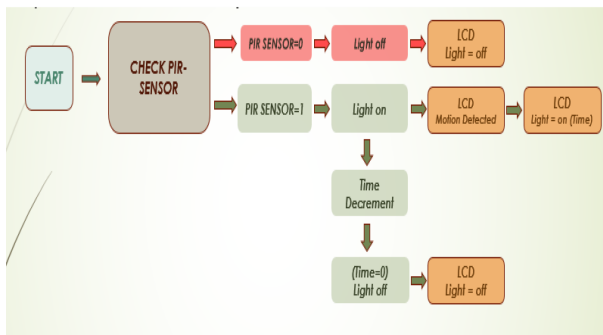 START
CHECK PIR-
SENSOR
PIR SENSOR=0
Light off
LCD
Light = off
PIR SENSOR=1
Light on
LCD
Motion Detected
LCD
Light = on (Time)
Time
Decrement
(Time=0)
Light off
LCD
Light = off